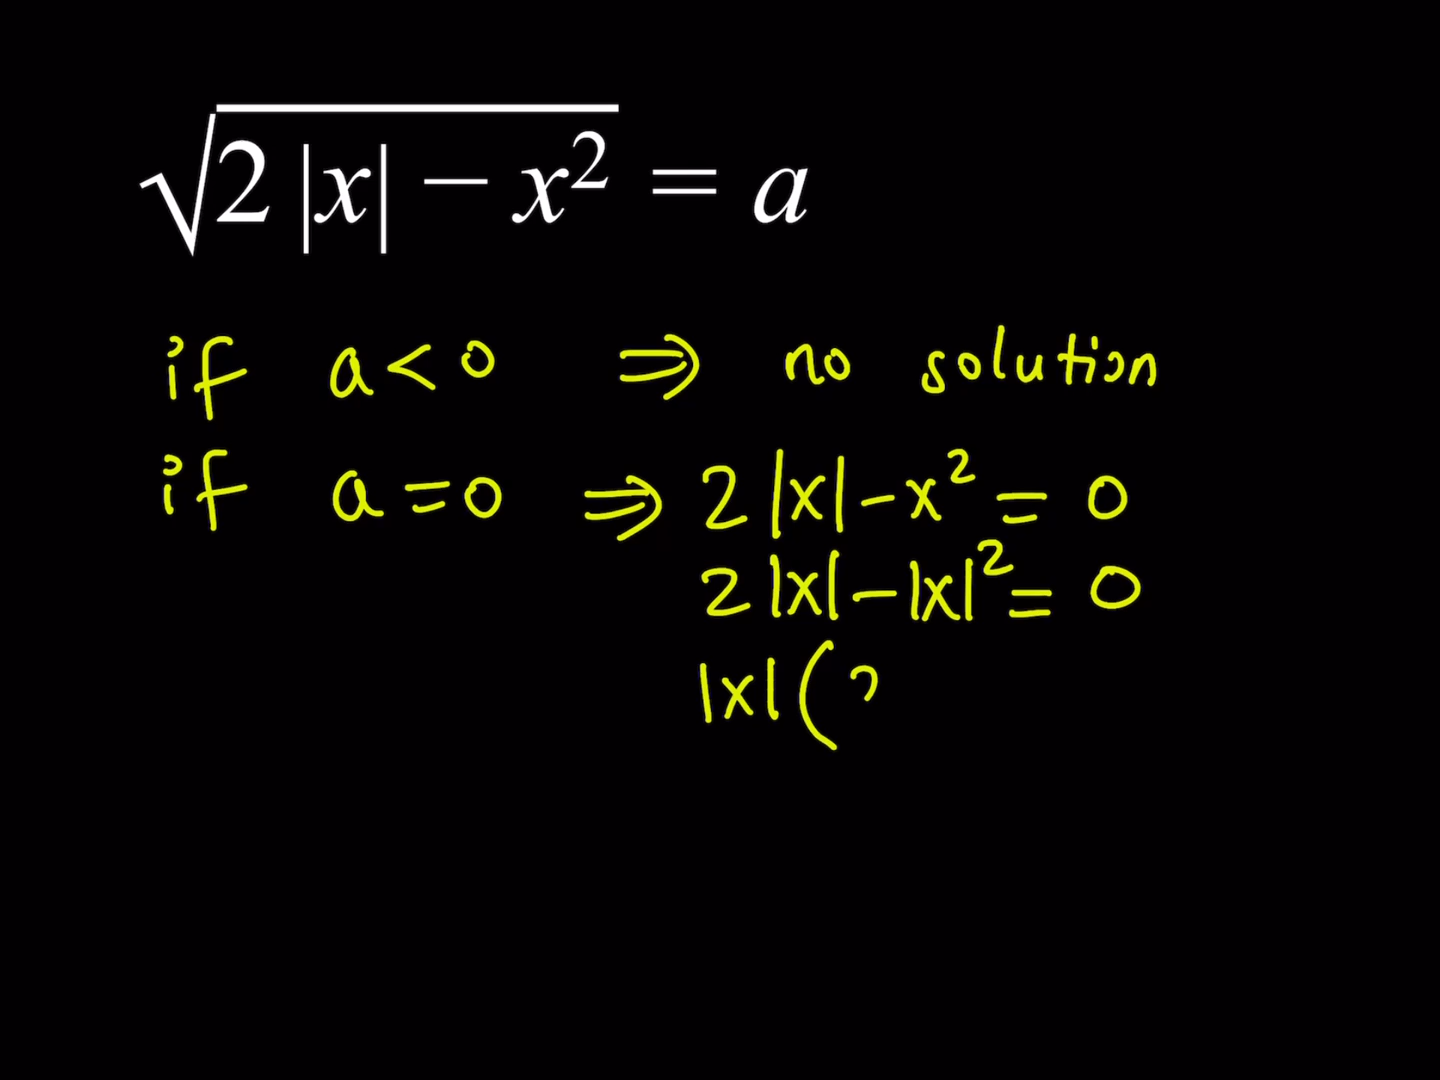 √(2|x| − x²) = a
if a < 0 ⇒ no solution
if a = 0 ⇒ 2|x| − x² = 0
2|x| − |x|² = 0
|x| (